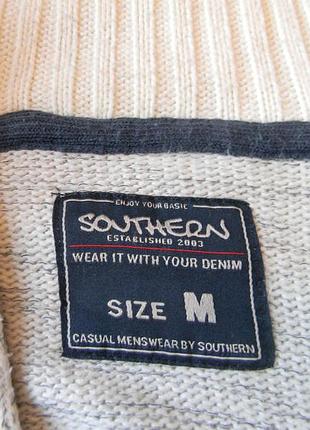 ENJOY YOUR BASIC
SOUTHERN
ESTABLISHED 2003
WEAR IT WITH YOUR DENIM
SIZE M
CASUAL MENSWEAR BY SOUTHERN